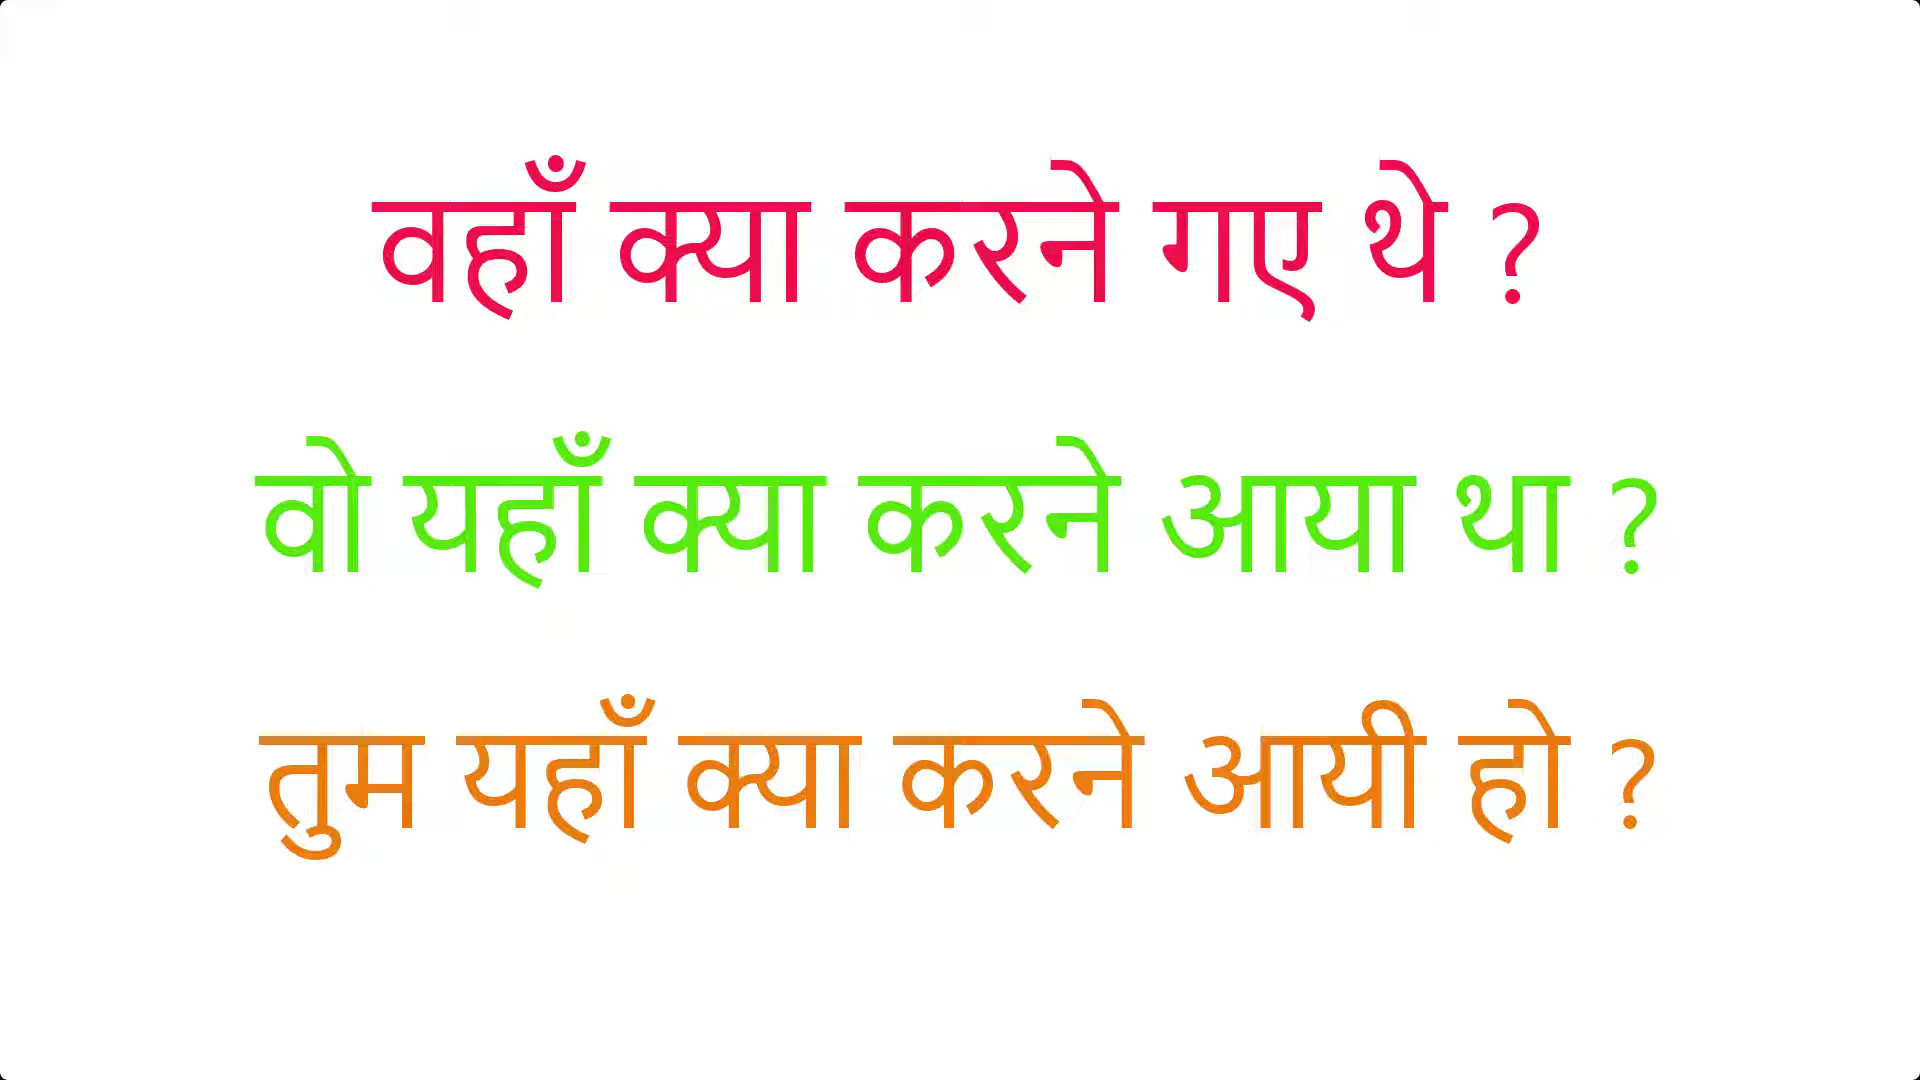 वहाँ क्या करने गए थे ?
वो यहाँ क्या करने आया था ?
तुम यहाँ क्या करने आयी हो ?